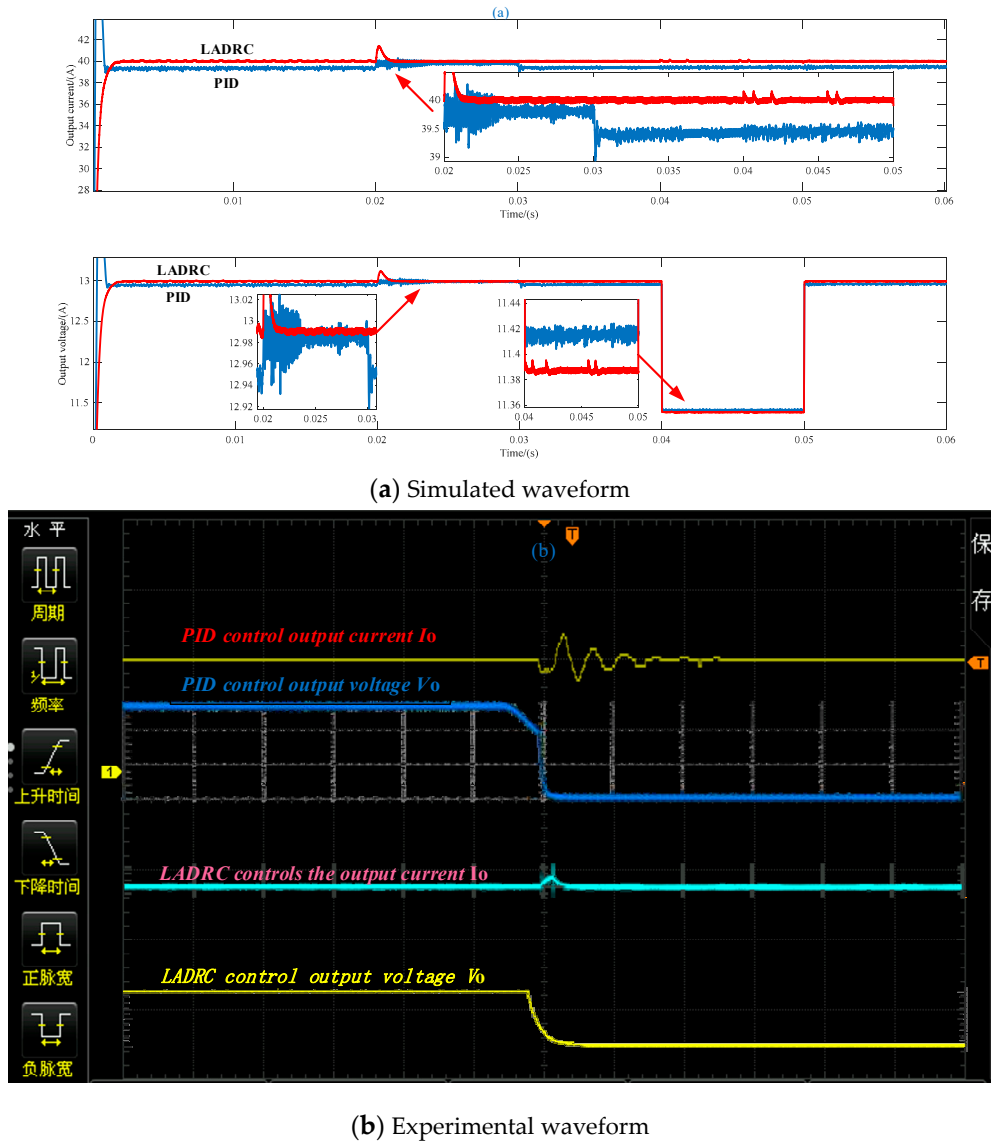 (a)
LADRC
PID
Output current/(A)
42
40
38
36
34
32
30
28
40
39.5
39
0.02
0.025
0.03
0.035
0.04
0.045
0.05
0.01
0.02
0.03
0.04
0.05
0.06
Time/(s)
LADRC
PID
Output voltage/(A)
13
12.5
12
11.5
13.02
13
12.98
12.96
12.94
12.92
0.02
0.025
0.03
11.44
11.42
11.4
11.38
11.36
0.04
0.05
0
0.01
0.02
0.03
0.04
0.05
0.06
Time/(s)
(a) Simulated waveform
水 平
周期
频率
上升时间
下降时间
正脉宽
负脉宽
T
(b)
保
存
PID control output current Io
T
PID control output voltage Vo
1
LADRC controls the output current Io
LADRC control output voltage Vo
(b) Experimental waveform